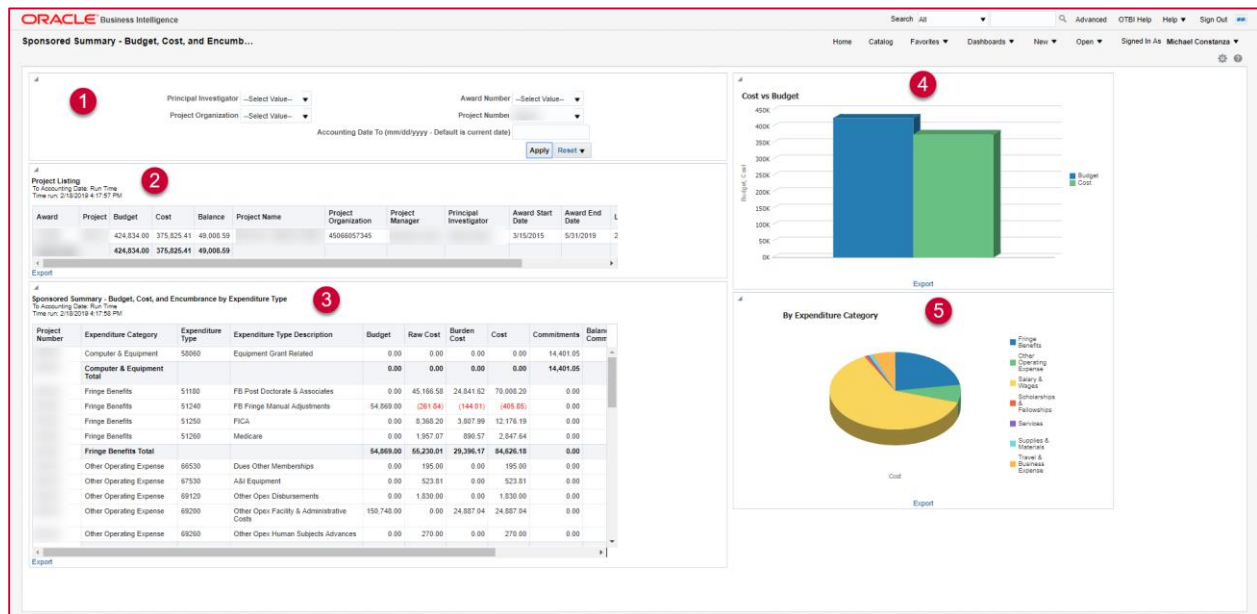 ORACLE Business Intelligence
Search All
Advanced OTBI Help Help Sign Out
Sponsored Summary - Budget, Cost, and Encumb...
Home Catalog Favorites Dashboards New Open Signed In As Michael Constanza
1
Principal Investigator --Select Value--
Award Number --Select Value--
Project Organization --Select Value--
Project Number
Accounting Date To (mm/dd/yyyy - Default is current date)
Apply Reset
2
Project Listing
To Accounting Date: Run Time
Time run: 2/18/2019 4:17:57 PM
Award Project Budget Cost Balance Project Name Project Organization Project Manager Principal Investigator Award Start Date Award End Date L
424,834.00 375,825.41 49,008.59 45066057345 3/15/2015 5/31/2019 2
424,834.00 375,825.41 49,008.59
Export
3
Sponsored Summary - Budget, Cost, and Encumbrance by Expenditure Type
To Accounting Date: Run Time
Time run: 2/18/2019 4:17:58 PM
Project Number Expenditure Category Expenditure Type Expenditure Type Description Budget Raw Cost Burden Cost Cost Commitments Balan Comm
Computer & Equipment 58060 Equipment Grant Related 0.00 0.00 0.00 0.00 14,401.05
Computer & Equipment Total 0.00 0.00 0.00 0.00 14,401.05
Fringe Benefits 51180 FB Post Doctorate & Associates 0.00 45,166.58 24,841.62 70,008.20 0.00
Fringe Benefits 51240 FB Fringe Manual Adjustments 54,869.00 (261.84) (144.01) (405.85) 0.00
Fringe Benefits 51250 FICA 0.00 8,368.20 3,807.99 12,176.19 0.00
Fringe Benefits 51260 Medicare 0.00 1,957.07 890.57 2,847.64 0.00
Fringe Benefits Total 54,869.00 55,230.01 29,396.17 84,626.18 0.00
Other Operating Expense 66530 Dues Other Memberships 0.00 195.00 0.00 195.00 0.00
Other Operating Expense 67530 A&I Equipment 0.00 523.81 0.00 523.81 0.00
Other Operating Expense 69120 Other Opex Disbursements 0.00 1,830.00 0.00 1,830.00 0.00
Other Operating Expense 69200 Other Opex Facility & Administrative Costs 150,748.00 0.00 24,887.04 24,887.04 0.00
Other Operating Expense 69260 Other Opex Human Subjects Advances 0.00 270.00 0.00 270.00 0.00
Export
4
Cost vs Budget
450K
400K
350K
300K
250K
200K
150K
100K
50K
0K
Budget, Cost
Budget
Cost
Export
5
By Expenditure Category
Fringe Benefits
Other Operating Expense
Salary & Wages
Scholarships & Fellowships
Services
Supplies & Materials
Travel & Business Expense
Cost
Export